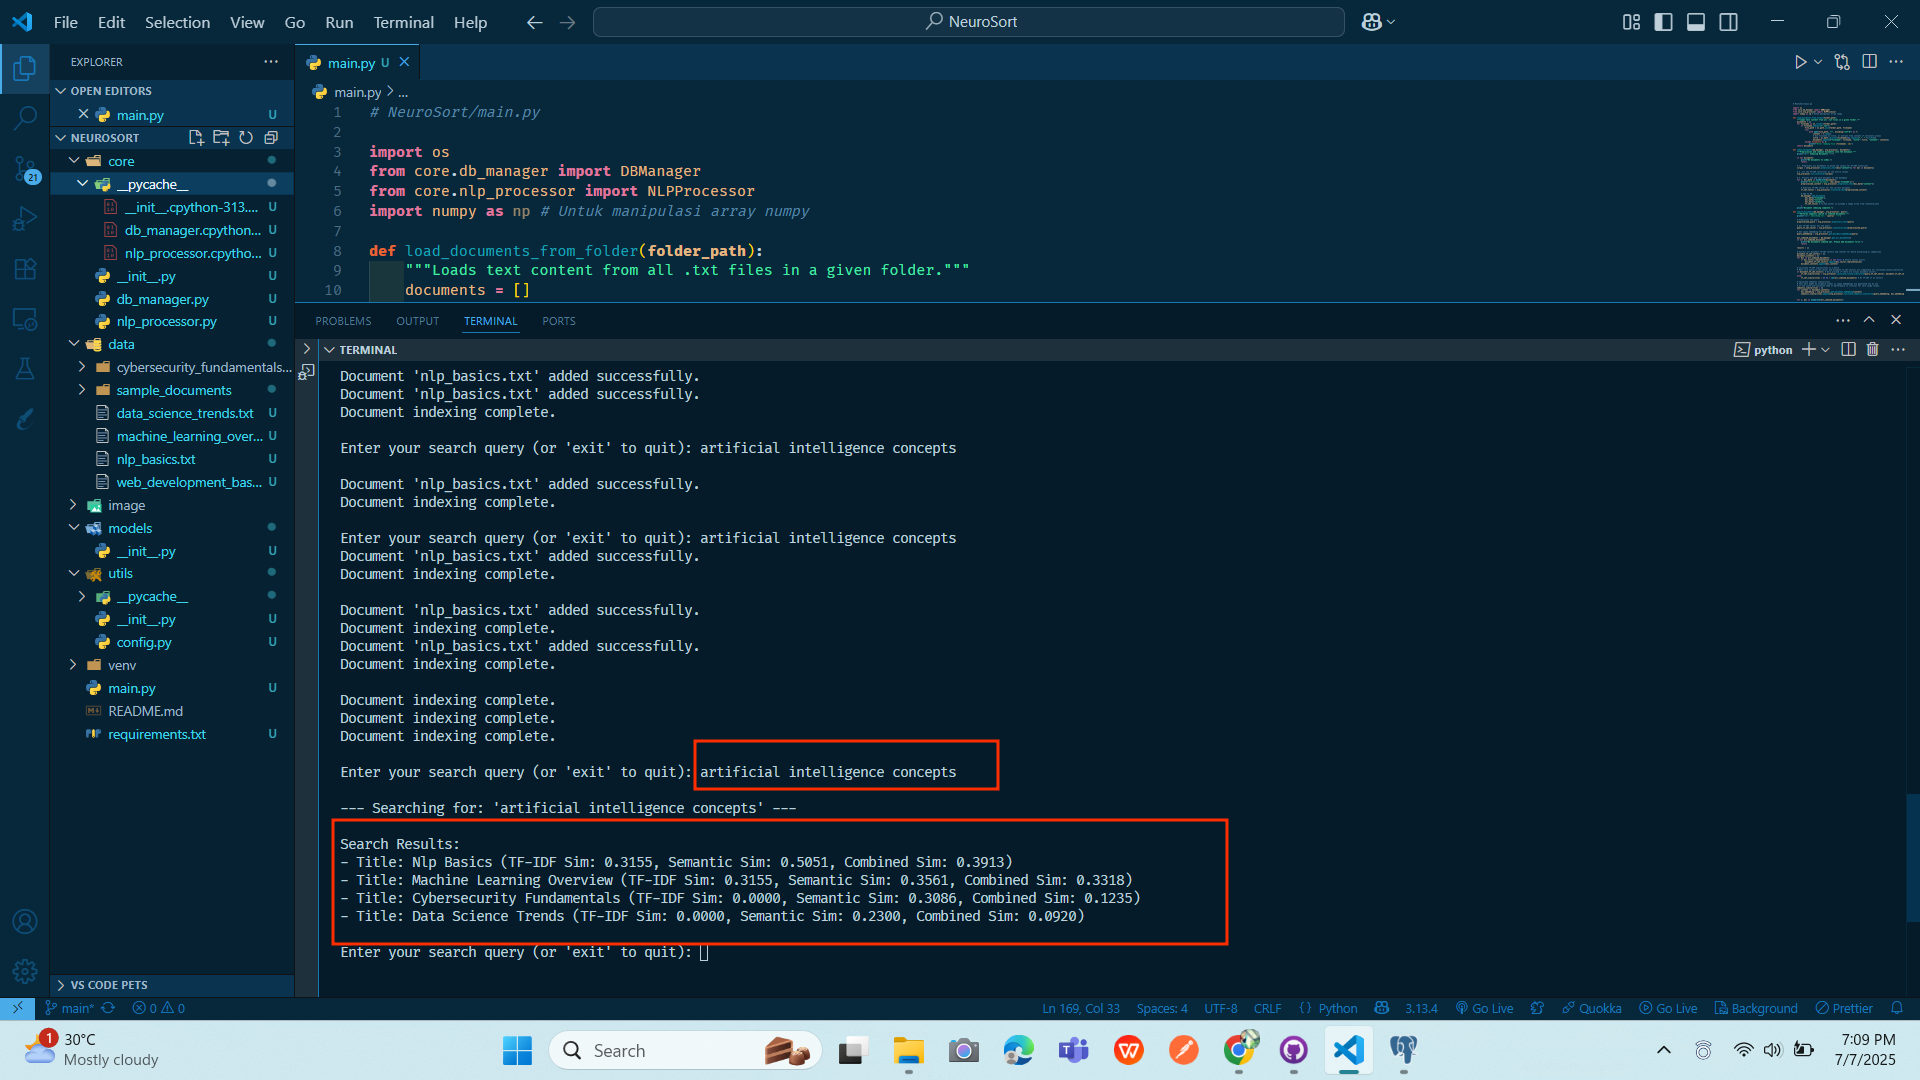 File Edit Selection View Go Run Terminal Help
NeuroSort
EXPLORER
OPEN EDITORS
main.py U
NEUROSORT
core
__pycache__
__init__.cpython-313.... U
db_manager.cpython... U
nlp_processor.cpytho... U
__init__.py U
db_manager.py U
nlp_processor.py U
data
cybersecurity_fundamentals...
sample_documents
data_science_trends.txt U
machine_learning_over... U
nlp_basics.txt U
web_development_bas... U
image
models
__init__.py U
utils
__pycache__
__init__.py U
config.py U
venv
main.py U
README.md
requirements.txt U
VS CODE PETS
21
main.py U
main.py > ...
1 # NeuroSort/main.py
2
3 import os
4 from core.db_manager import DBManager
5 from core.nlp_processor import NLPProcessor
6 import numpy as np # Untuk manipulasi array numpy
7
8 def load_documents_from_folder(folder_path):
9 """Loads text content from all .txt files in a given folder."""
10 documents = []
PROBLEMS OUTPUT TERMINAL PORTS
TERMINAL
python
Document 'nlp_basics.txt' added successfully.
Document 'nlp_basics.txt' added successfully.
Document indexing complete.
Enter your search query (or 'exit' to quit): artificial intelligence concepts
Document 'nlp_basics.txt' added successfully.
Document indexing complete.
Enter your search query (or 'exit' to quit): artificial intelligence concepts
Document 'nlp_basics.txt' added successfully.
Document indexing complete.
Document 'nlp_basics.txt' added successfully.
Document indexing complete.
Document 'nlp_basics.txt' added successfully.
Document indexing complete.
Document indexing complete.
Document indexing complete.
Document indexing complete.
Enter your search query (or 'exit' to quit): artificial intelligence concepts
--- Searching for: 'artificial intelligence concepts' ---
Search Results:
- Title: Nlp Basics (TF-IDF Sim: 0.3155, Semantic Sim: 0.5051, Combined Sim: 0.3913)
- Title: Machine Learning Overview (TF-IDF Sim: 0.3155, Semantic Sim: 0.3561, Combined Sim: 0.3318)
- Title: Cybersecurity Fundamentals (TF-IDF Sim: 0.0000, Semantic Sim: 0.3086, Combined Sim: 0.1235)
- Title: Data Science Trends (TF-IDF Sim: 0.0000, Semantic Sim: 0.2300, Combined Sim: 0.0920)
Enter your search query (or 'exit' to quit):
main* 0 0 Ln 169, Col 33 Spaces: 4 UTF-8 CRLF {} Python 3.13.4 Go Live Quokka Go Live Background Prettier
1 30°C
Mostly cloudy
Search
7:09 PM
7/7/2025